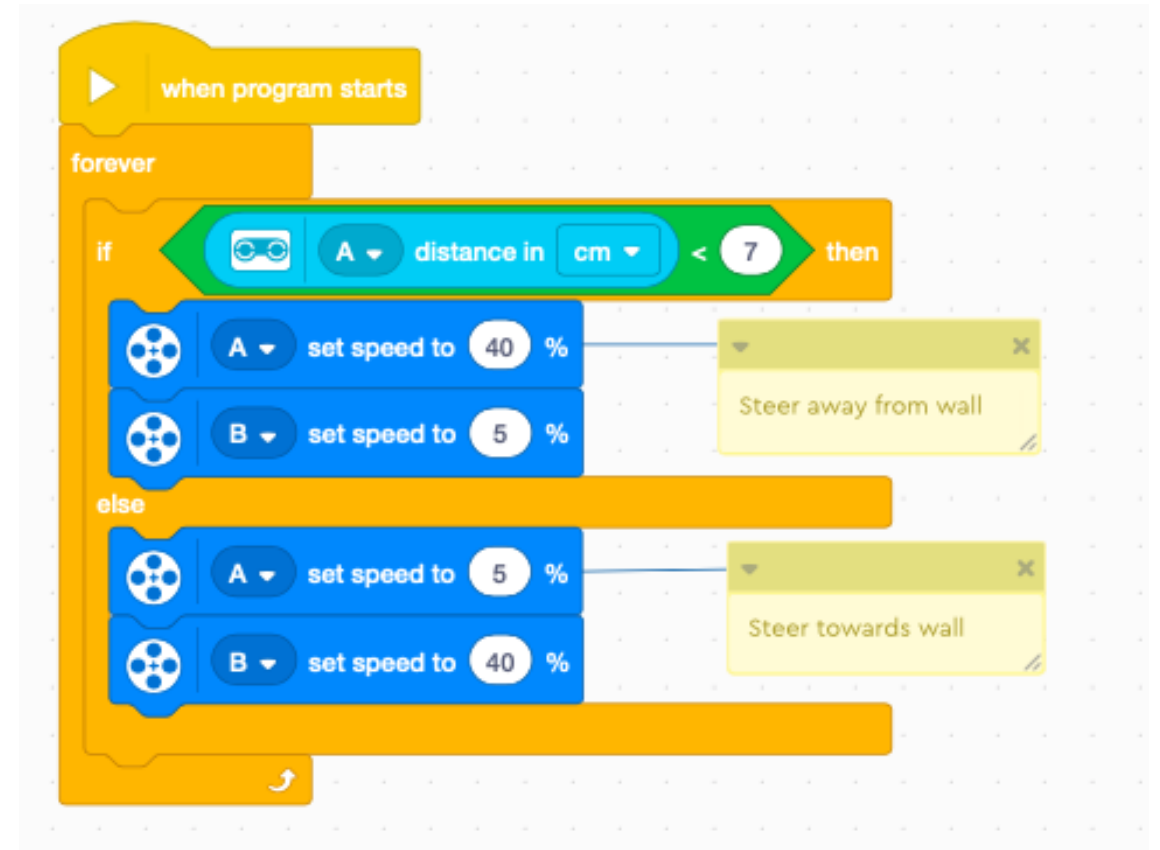 when program starts
forever
if A distance in cm < 7 then
A set speed to 40 %
Steer away from wall
B set speed to 5 %
else
A set speed to 5 %
Steer towards wall
B set speed to 40 %